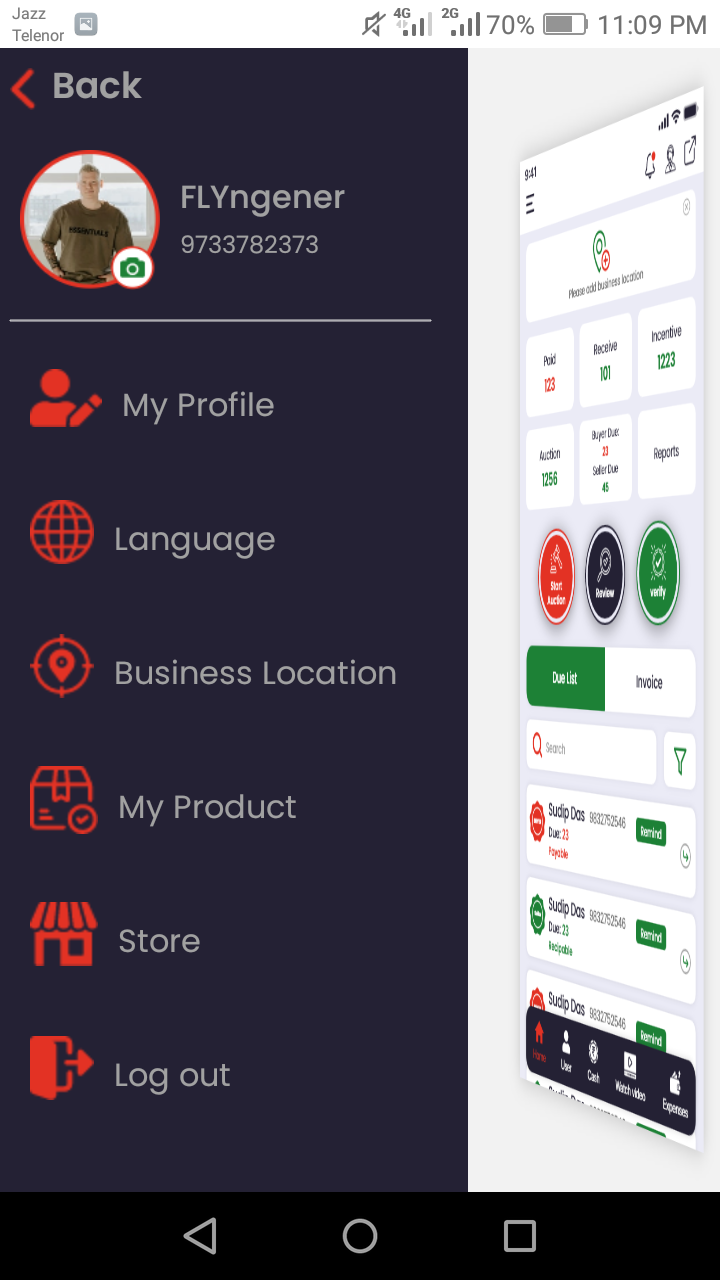 Jazz
Telenor
4G
2G
70%
11:09 PM
Back
FLYngener
9733782373
ESSENTIALS
My Profile
Language
Business Location
My Product
Store
Log out
9:41
Please add business location
Paid
123
Receive
101
Incentive
1223
Auction
1256
Buyer Due:
23
Seller Due
45
Reports
Start
Auction
Review
verify
Due List
Invoice
Search
Sudip Das 9832752546
Due: 23
Payable
Remind
Sudip Das 9832752546
Due: 23
Recipable
Remind
Sudip Das 9832752546
Remind
Home
User
Cash
Watch video
Expenses